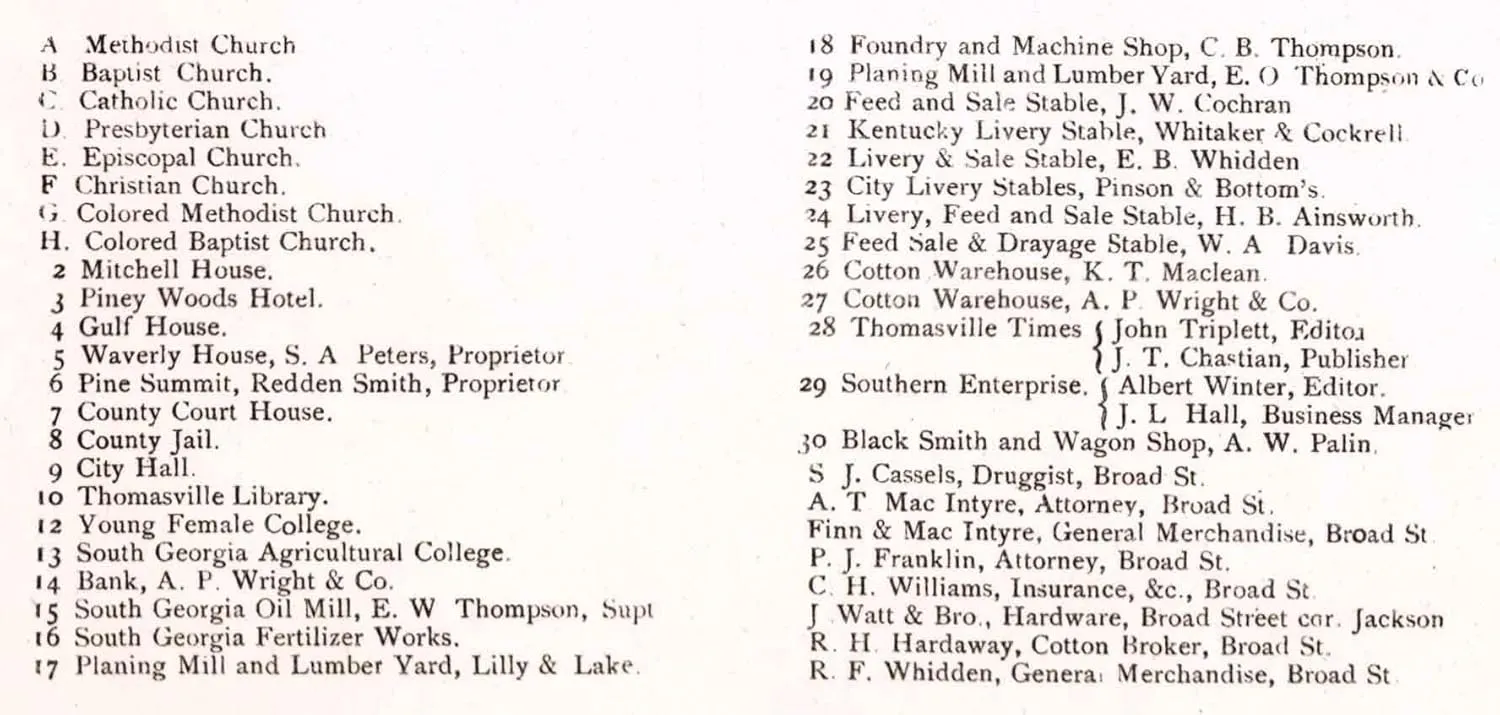 A Methodist Church
B Baptist Church.
C. Catholic Church.
D. Presbyterian Church
E. Episcopal Church.
F Christian Church.
G. Colored Methodist Church.
H. Colored Baptist Church.
2 Mitchell House.
3 Piney Woods Hotel.
4 Gulf House.
5 Waverly House, S. A Peters, Proprietor
6 Pine Summit, Redden Smith, Proprietor
7 County Court House.
8 County Jail.
9 City Hall.
10 Thomasville Library.
12 Young Female College.
13 South Georgia Agricultural College.
14 Bank, A. P. Wright & Co.
15 South Georgia Oil Mill, E. W Thompson, Supt
16 South Georgia Fertilizer Works.
17 Planing Mill and Lumber Yard, Lilly & Lake.
18 Foundry and Machine Shop, C. B. Thompson.
19 Planing Mill and Lumber Yard, E. O Thompson & Co
20 Feed and Sale Stable, J. W. Cochran
21 Kentucky Livery Stable, Whitaker & Cockrell
22 Livery & Sale Stable, E. B. Whidden
23 City Livery Stables, Pinson & Bottom's.
24 Livery, Feed and Sale Stable, H. B. Ainsworth.
25 Feed Sale & Drayage Stable, W. A Davis.
26 Cotton Warehouse, K. T. Maclean.
27 Cotton Warehouse, A. P. Wright & Co.
28 Thomasville Times { John Triplett, Editor
J. T. Chastian, Publisher
29 Southern Enterprise. { Albert Winter, Editor.
J. L Hall, Business Manager
30 Black Smith and Wagon Shop, A. W. Palin.
S J. Cassels, Druggist, Broad St.
A. T Mac Intyre, Attorney, Broad St.
Finn & Mac Intyre, General Merchandise, Broad St.
P. J. Franklin, Attorney, Broad St.
C. H. Williams, Insurance, &c., Broad St.
J Watt & Bro., Hardware, Broad Street cor. Jackson
R. H. Hardaway, Cotton Broker, Broad St.
R. F. Whidden, General Merchandise, Broad St.